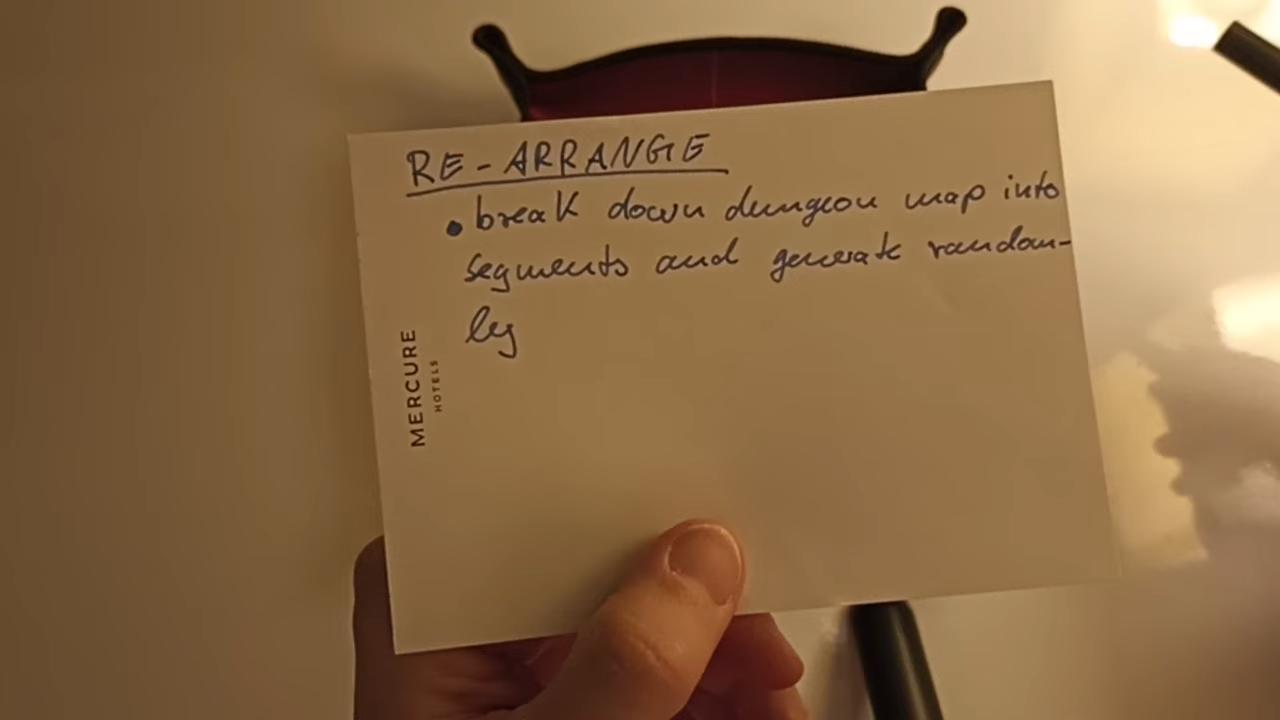 RE-ARRANGE
• break down dungeon map into
segments and generate random-
ly
MERCURE
HOTELS